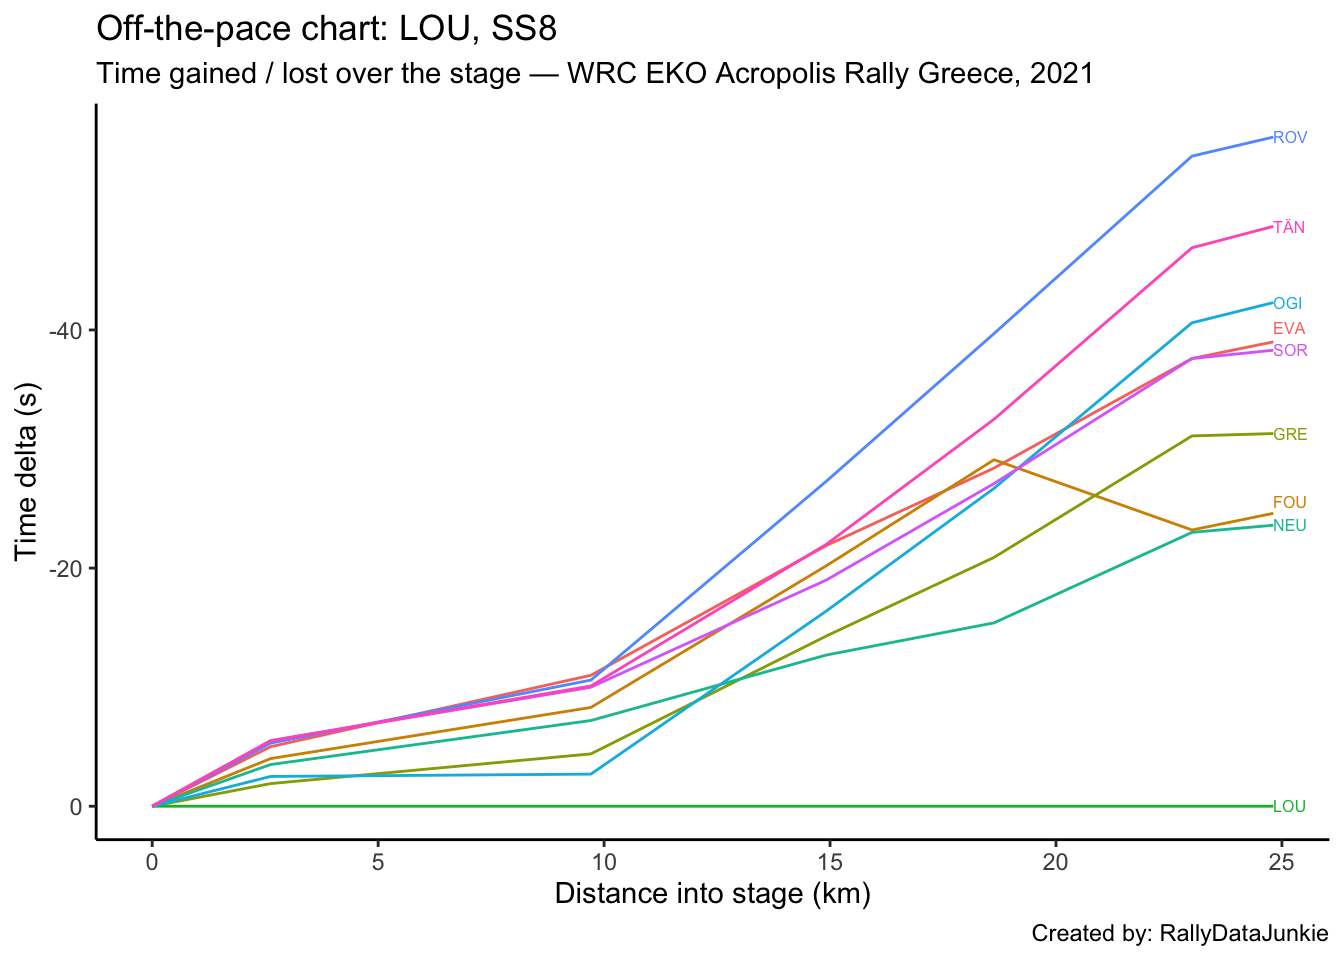 Off-the-pace chart: LOU, SS8
Time gained / lost over the stage — WRC EKO Acropolis Rally Greece, 2021
ROV
TÄN
OGI
EVA
SOR
GRE
FOU
NEU
LOU
-40
-20
0
Time delta (s)
0 5 10 15 20 25
Distance into stage (km)
Created by: RallyDataJunkie